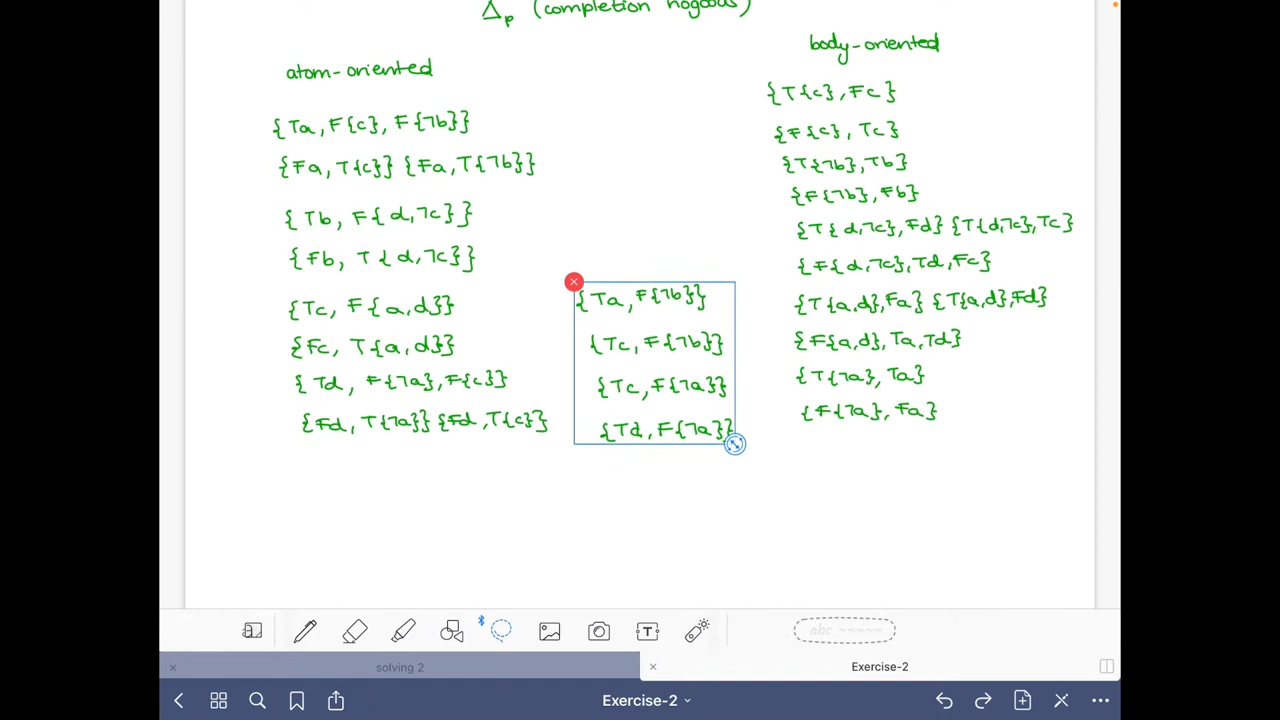 Δp (completion nogoods)
atom-oriented
{Ta, F{c}, F{¬b}}
{Fa, T{c}} {Fa, T{¬b}}
{Tb, F{d,¬c}}
{Fb, T{d,¬c}}
{Tc, F{a,d}}
{Fc, T{a,d}}
{Td, F{¬a}, F{c}}
{Fd, T{¬a}} {Fd, T{c}}
{Ta, F{¬b}}
{Tc, F{¬b}}
{Tc, F{¬a}}
{Td, F{¬a}}
body-oriented
{T{c}, Fc}
{F{c}, Tc}
{T{¬b}, Tb}
{F{¬b}, Fb}
{T{d,¬c}, Fd} {T{d,¬c}, Tc}
{F{d,¬c}, Td, Fc}
{T{a,d}, Fa} {T{a,d}, Fd}
{F{a,d}, Ta, Td}
{T{¬a}, Ta}
{F{¬a}, Fa}
T
abc ~~~~~
solving 2
Exercise-2
Exercise-2